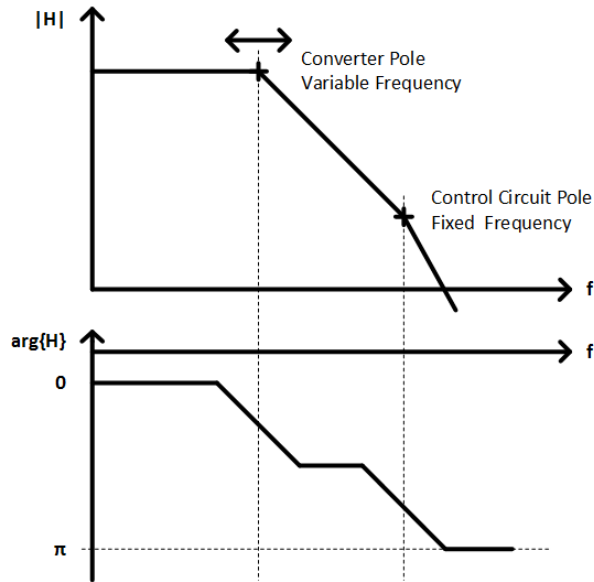 |H|
Converter Pole
Variable Frequency
Control Circuit Pole
Fixed Frequency
f
arg{H}
f
0
π